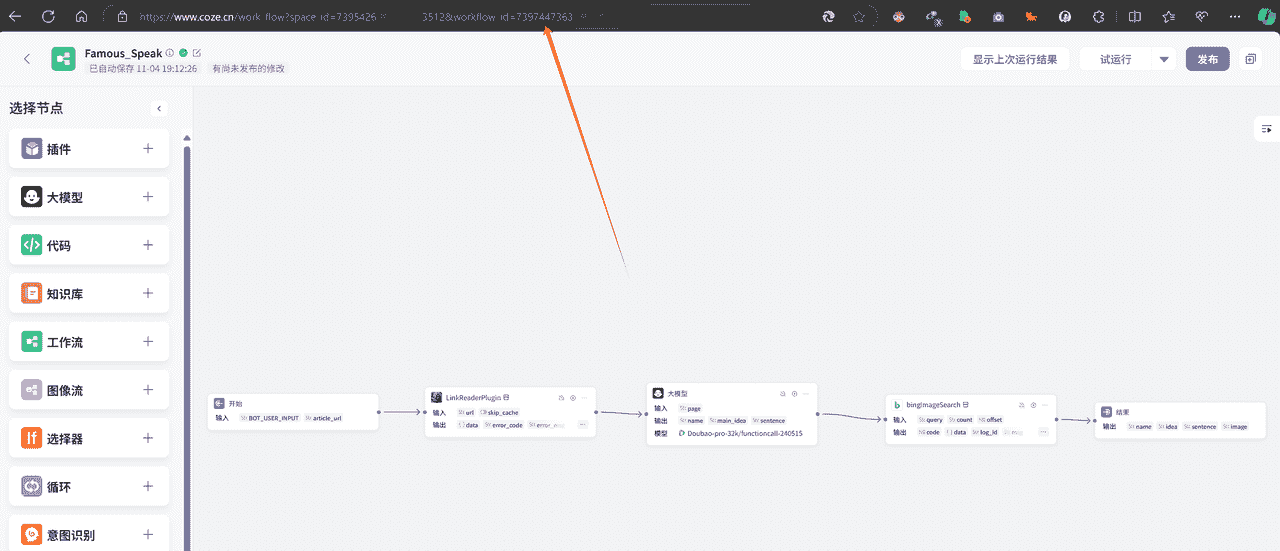 https://www.coze.cn/work_flow?space_id=7395426 3512&workflow_id=7397447363
Famous_Speak
已自动保存 11-04 19:12:26 有尚未发布的修改
显示上次运行结果 试运行 发布
选择节点
插件
大模型
代码
知识库
工作流
图像流
选择器
循环
意图识别
开始
输入 BOT_USER_INPUT article_url
LinkReaderPlugin
输入 url skip_cache
输出 data error_code
大模型
输入 page
输出 name main_idea sentence
模型 Doubao-pro-32k/functioncall-240515
bingImageSearch
输入 query count offset
输出 code data log_id
结束
输出 name idea sentence image